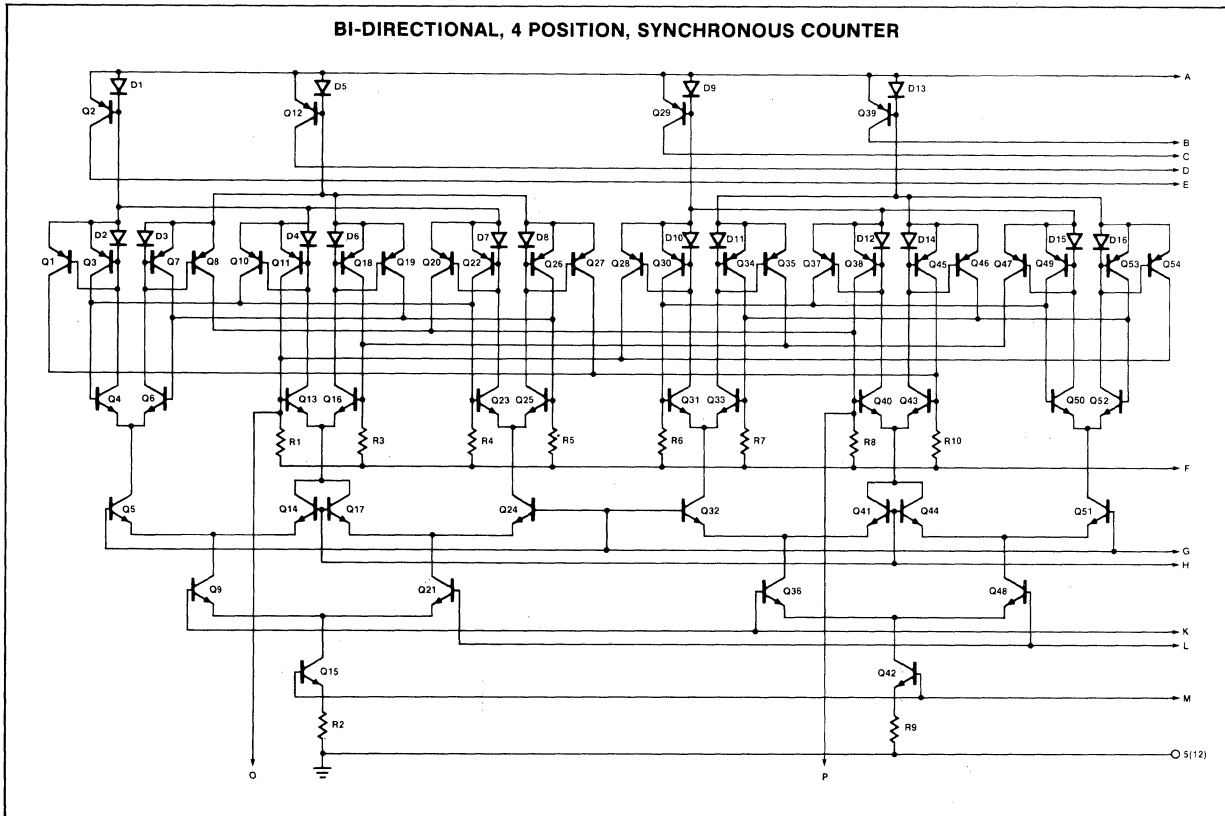 BI-DIRECTIONAL, 4 POSITION, SYNCHRONOUS COUNTER
D1 D5 D9 D13 A
Q2 Q12 Q29 Q39
B
C
D
E
D2 D3 D4 D6 D7 D8 D10 D11 D12 D14 D15 D16
Q1 Q3 Q7 Q8 Q10 Q11 Q18 Q19 Q20 Q22 Q26 Q27 Q28 Q30 Q34 Q35 Q37 Q38 Q45 Q46 Q47 Q49 Q53 Q54
Q4 Q6 Q13 Q16 Q23 Q25 Q31 Q33 Q40 Q43 Q50 Q52
R1 R3 R4 R5 R6 R7 R8 R10
F
Q5 Q14 Q17 Q24 Q32 Q41 Q44 Q51
G
H
Q9 Q21 Q36 Q48
K
L
Q15 Q42
M
R2 R9
5(12)
O P